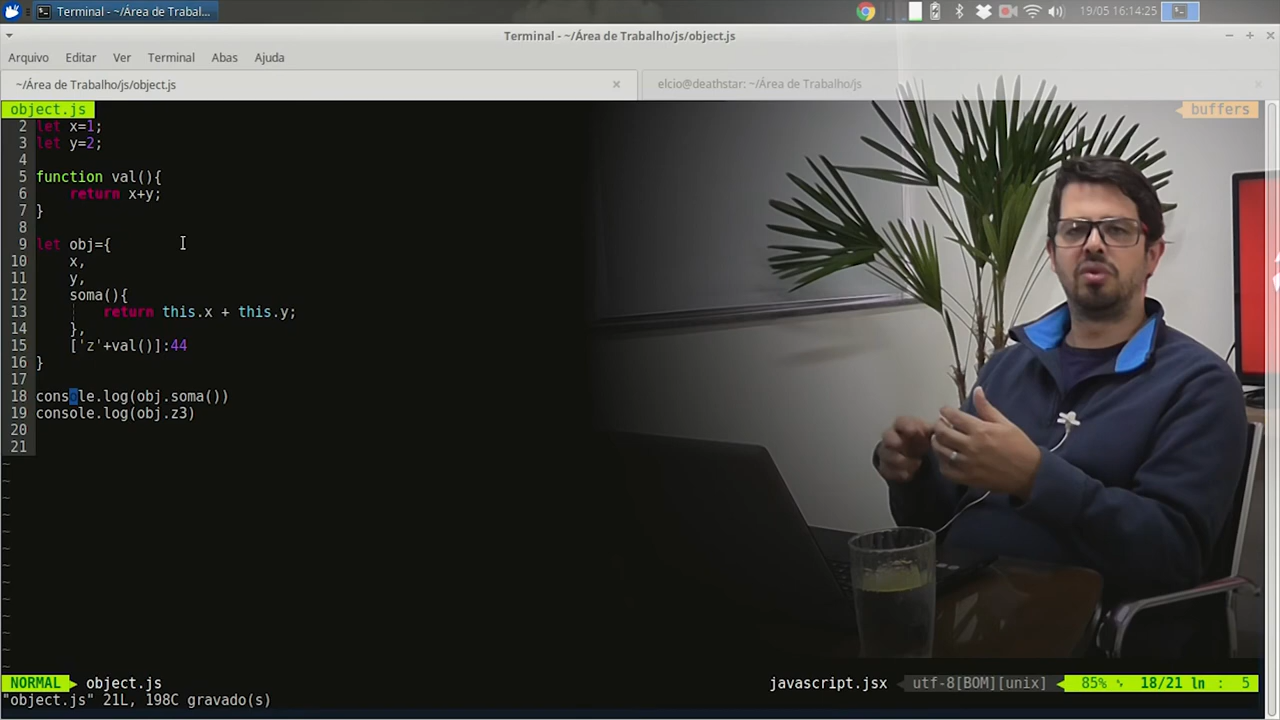 Terminal - ~/Área de Trabal...
19/05 16:14:25
Terminal - ~/Área de Trabalho/js/object.js
Arquivo Editar Ver Terminal Abas Ajuda
~/Área de Trabalho/js/object.js
elcio@deathstar: ~/Área de Trabalho/js
object.js
buffers
2 let x=1;
3 let y=2;
4
5 function val(){
6 return x+y;
7 }
8
9 let obj={
10 x,
11 y,
12 soma(){
13 return this.x + this.y;
14 },
15 ['z'+val()]:44
16 }
17
18 console.log(obj.soma())
19 console.log(obj.z3)
20
21
~
~
~
~
~
~
~
~
~
~
~
~
~
NORMAL object.js javascript.jsx utf-8[BOM][unix] 85% 18/21 ln : 5
"object.js" 21L, 198C gravado(s)